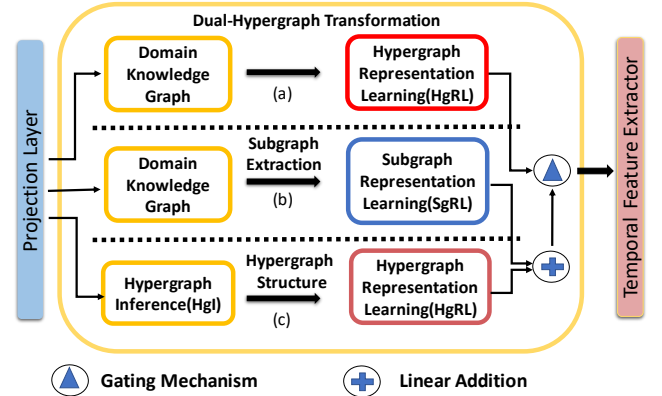 Dual-Hypergraph Transformation
Projection Layer
Domain
Knowledge
Graph
(a)
Hypergraph
Representation
Learning(HgRL)
Domain
Knowledge
Graph
Subgraph
Extraction
(b)
Subgraph
Representation
Learning(SgRL)
Hypergraph
Inference(HgI)
Hypergraph
Structure
(c)
Hypergraph
Representation
Learning(HgRL)
Temporal Feature Extractor
Gating Mechanism
Linear Addition